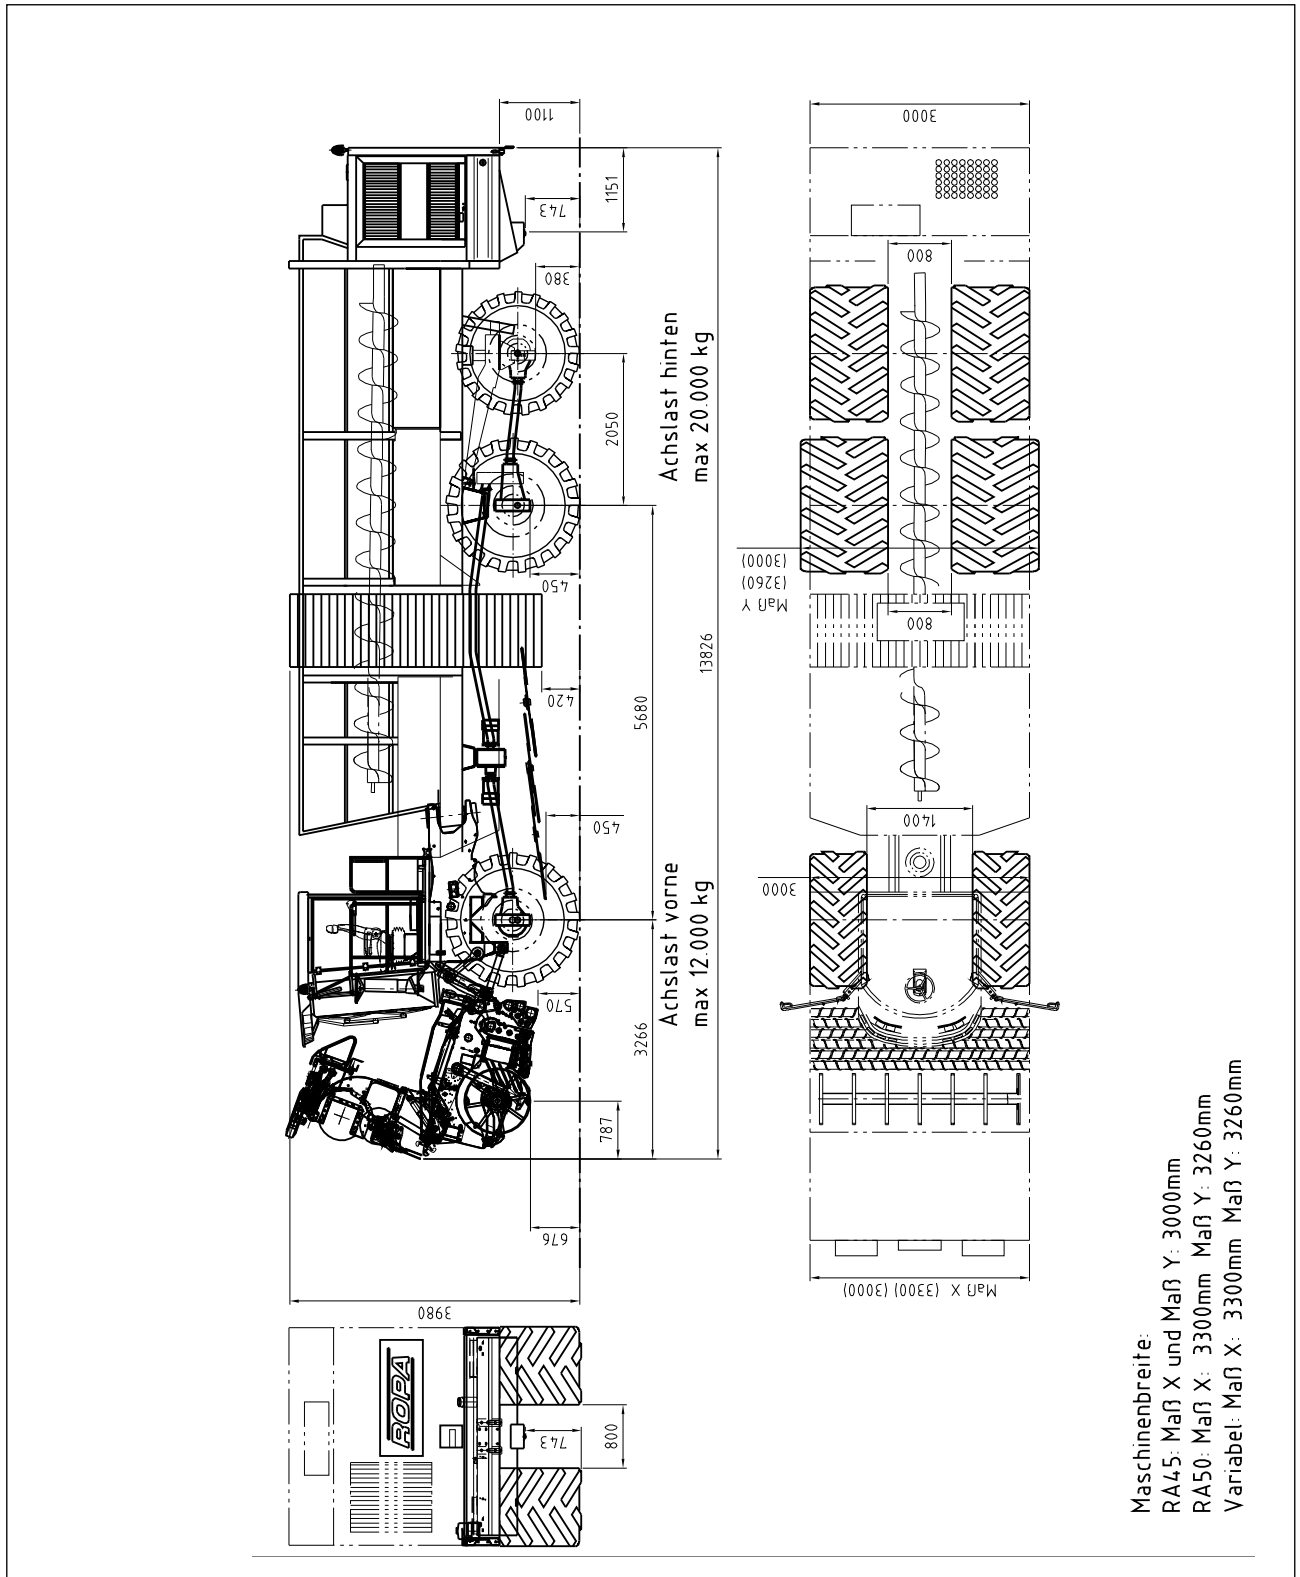 1100
1151
743
380
2050
Achslast hinten
max 20.000 kg
450
13826
420
5680
450
Achslast vorne
max 12.000 kg
570
3266
787
676
3980
3000
800
(3000)
(3260)
Maß Y
800
1400
3000
Maß X (3300) (3000)
ROPA
743
800
Maschinenbreite:
RA45: Maß X und Maß Y: 3000mm
RA50: Maß X: 3300mm Maß Y: 3260mm
Variabel: Maß X: 3300mm Maß Y: 3260mm